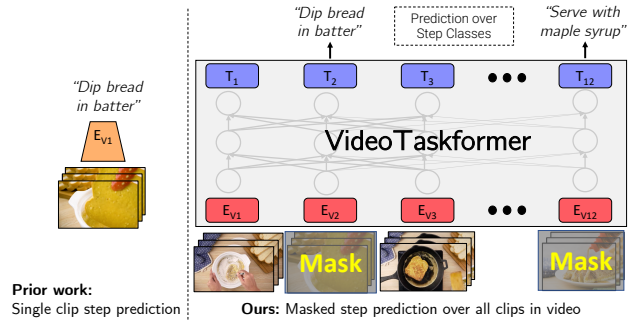 “Dip bread
in batter”
E_V1
Prior work:
Single clip step prediction
“Dip bread
in batter”
Prediction over
Step Classes
“Serve with
maple syrup”
T_1 T_2 T_3 ●●● T_12
VideoTaskformer
E_V1 E_V2 E_V3 ●●● E_V12
Mask Mask
Ours: Masked step prediction over all clips in video